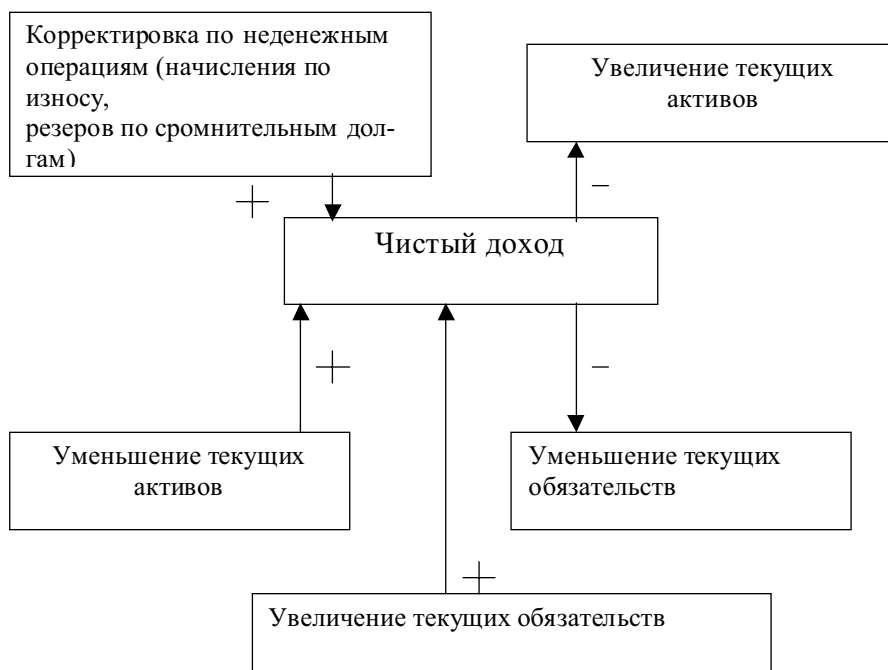 Корректировка по неденежным
операциям (начисления по
износу,
резеров по сромнительным дол-
гам)
Увеличение текущих
активов
+
–
Чистый доход
+
–
Уменьшение текущих
активов
Уменьшение текущих
обязательств
+
Увеличение текущих обязательств